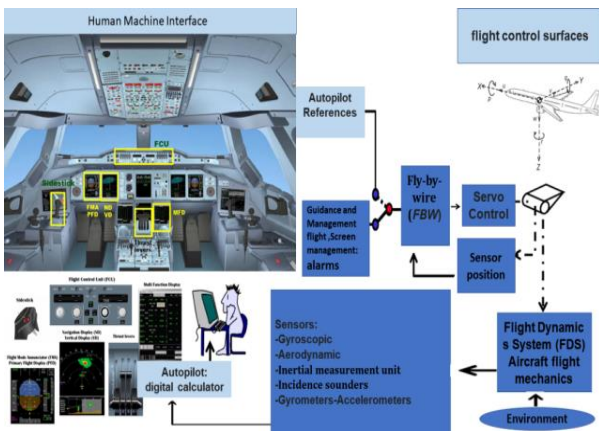 Human Machine Interface
flight control surfaces
FCU
Sidestick
FMA
PFD
ND
VD
MFD
Autopilot
References
Guidance and
Management
flight ,Screen
management:
alarms
Fly-by-
wire
(FBW)
Servo
Control
Sensor
position
X
Y
Z
Flight Control Unit (FCU)
Multi Function Display
Sidestick
Navigation Display (ND)
Vertical Display (VD)
Thrust levers
Flight Mode Annunciator (FMA)
Primary Flight Display (PFD)
Autopilot:
digital calculator
Sensors:
-Gyroscopic
-Aerodynamic
-Inertial measurement
unit
-Incidence sounders
-Gyrometers-Accelerometers
Flight Dynamic
s System (FDS)
Aircraft flight
mechanics
Environment